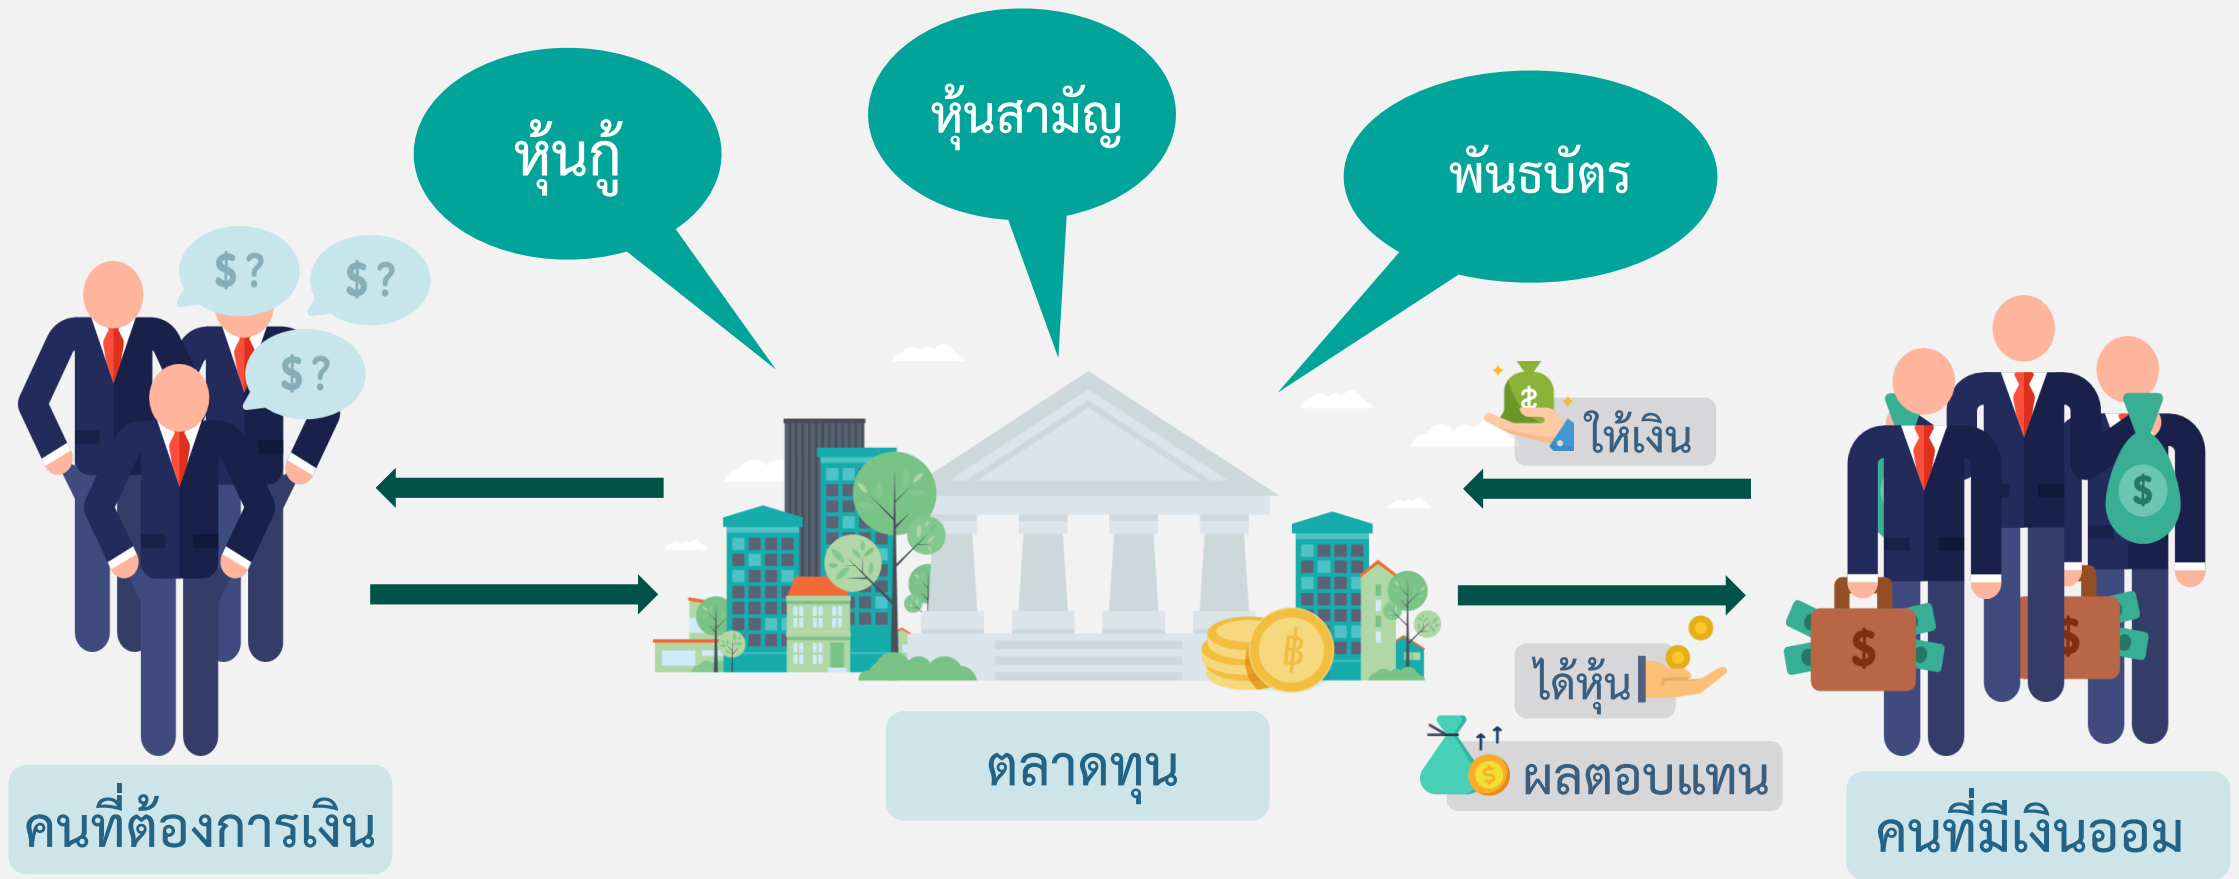 หุ้นกู้
หุ้นสามัญ
พันธบัตร
$ ?
$ ?
$ ?
$
ให้เงิน
$
฿
ได้หุ้น
$
$
$
ผลตอบแทน
ตลาดทุน
คนที่ต้องการเงิน
คนที่มีเงินออม